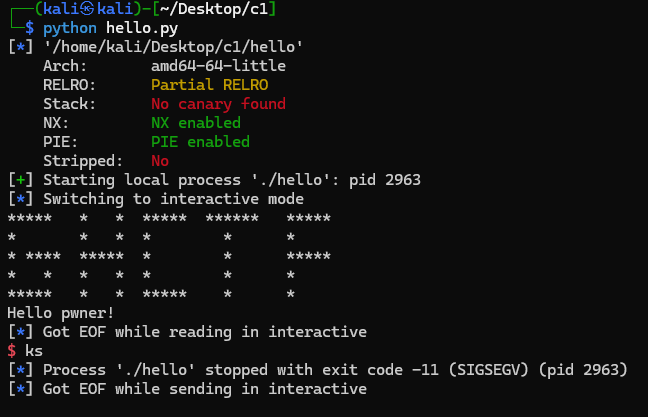 ┌──(kali㉿kali)-[~/Desktop/c1]
└─$ python hello.py
[*] '/home/kali/Desktop/c1/hello'
    Arch:       amd64-64-little
    RELRO:      Partial RELRO
    Stack:      No canary found
    NX:         NX enabled
    PIE:        PIE enabled
    Stripped:   No
[+] Starting local process './hello': pid 2963
[*] Switching to interactive mode
*****   *   *  *****  ******   *****
*       *   *  *        *      *
* ****  *****  *        *      *****
*   *   *   *  *        *      *
*****   *   *  *****    *      *
Hello pwner!
[*] Got EOF while reading in interactive
$ ks
[*] Process './hello' stopped with exit code -11 (SIGSEGV) (pid 2963)
[*] Got EOF while sending in interactive